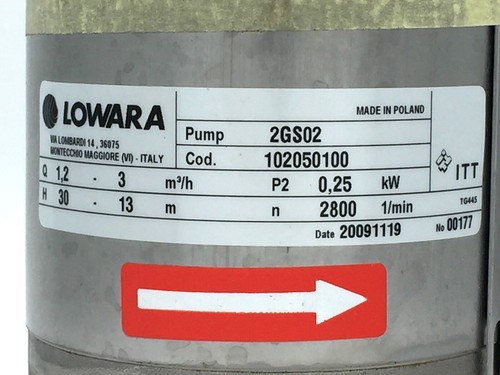 LOWARA
VIA LOMBARDI 14 , 36075
MONTECCHIO MAGGIORE (VI) - ITALY
MADE IN POLAND
Pump 2GS02
Cod. 102050100
ITT
Q 1,2 - 3 m³/h P2 0,25 kW
H 30 - 13 m n 2800 1/min
TG445
Date 20091119 No 00177